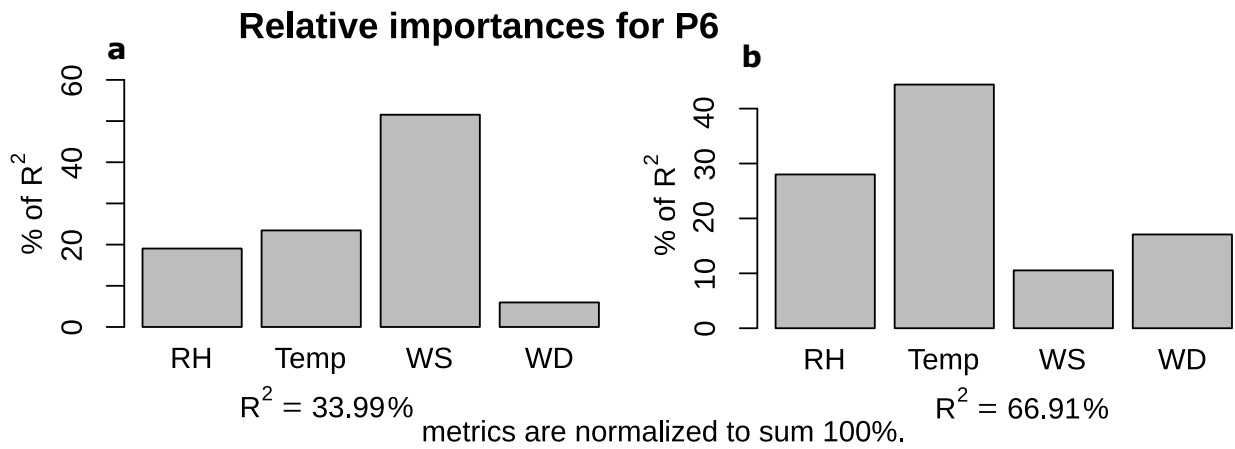 Relative importances for P6
a
60
40
20
0
% of R²
RH Temp WS WD
R² = 33.99%
b
40
30
20
10
0
% of R²
RH Temp WS WD
R² = 66.91%
metrics are normalized to sum 100%.